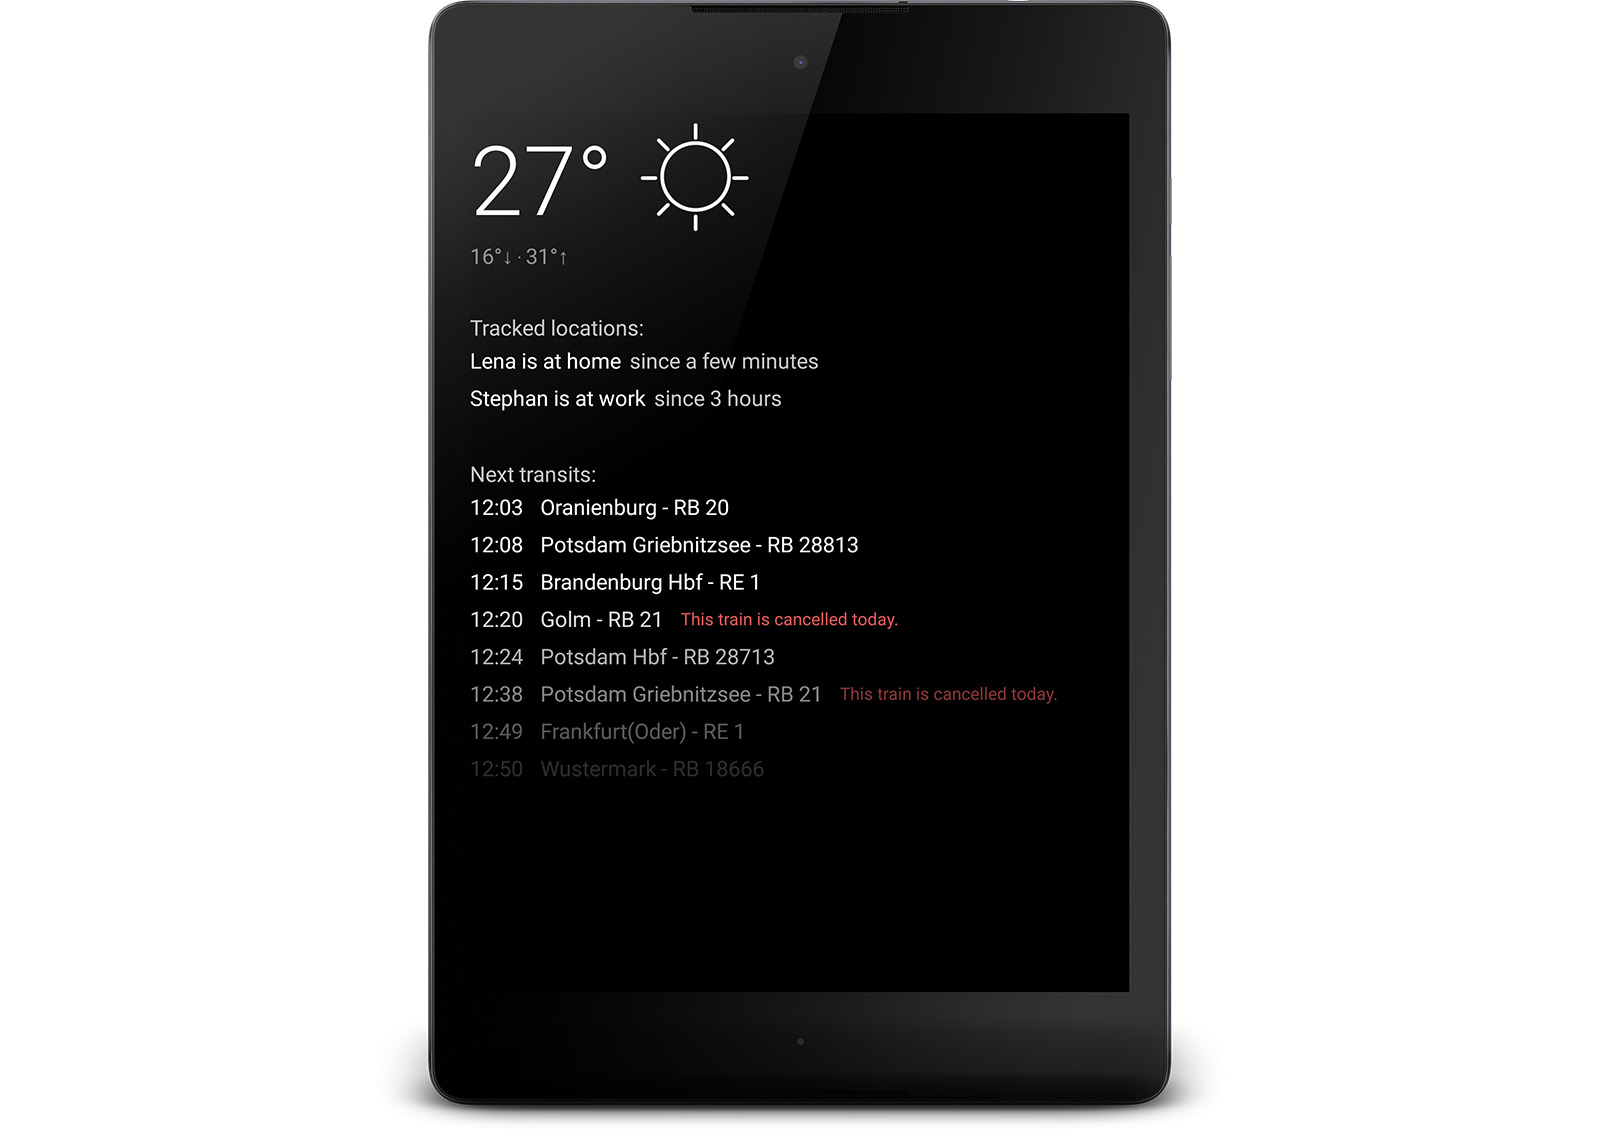 27°
16°↓ · 31°↑
Tracked locations:
Lena is at home since a few minutes
Stephan is at work since 3 hours
Next transits:
12:03 Oranienburg - RB 20
12:08 Potsdam Griebnitzsee - RB 28813
12:15 Brandenburg Hbf - RE 1
12:20 Golm - RB 21 This train is cancelled today.
12:24 Potsdam Hbf - RB 28713
12:38 Potsdam Griebnitzsee - RB 21 This train is cancelled today.
12:49 Frankfurt(Oder) - RE 1
12:50 Wustermark - RB 18666